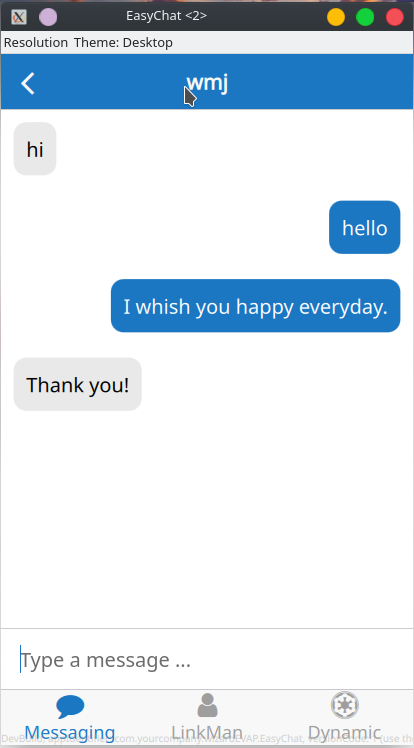 EasyChat <2>
Resolution Theme: Desktop
wmj
hi
hello
I whish you happy everyday.
Thank you!
Type a message ...
Messaging LinkMan Dynamic